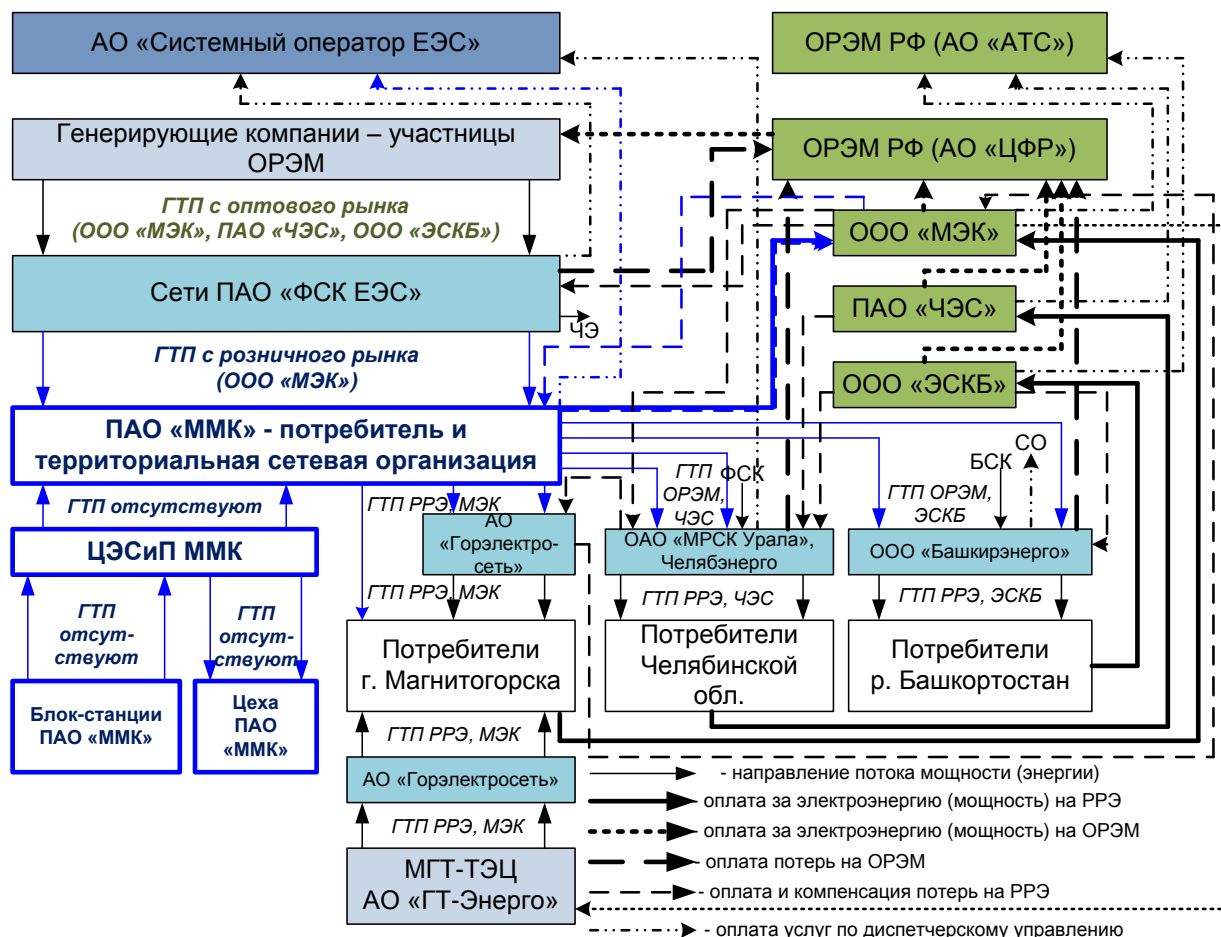 АО «Системный оператор ЕЭС»
ОРЭМ РФ (АО «АТС»)
Генерирующие компании – участницы
ОРЭМ
ОРЭМ РФ (АО «ЦФР»)
ГТП с оптового рынка
(ООО «МЭК», ПАО «ЧЭС», ООО «ЭСКБ»)
ООО «МЭК»
Сети ПАО «ФСК ЕЭС»
ПАО «ЧЭС»
ЧЭ
ГТП с розничного рынка
(ООО «МЭК»)
ООО «ЭСКБ»
ПАО «ММК» - потребитель и
территориальная сетевая организация
ГТП отсутствуют
ГТП РРЭ, МЭК
ГТП
ОРЭМ,
ЧЭС
ФСК
БСК
СО
ГТП ОРЭМ,
ЭСКБ
ЦЭСиП ММК
АО
«Горэлектро-
сеть»
ОАО «МРСК Урала»,
Челябэнерго
ООО «Башкирэнерго»
ГТП
отсут-
ствуют
ГТП
отсут-
ствуют
ГТП РРЭ, МЭК
ГТП РРЭ, ЧЭС
ГТП РРЭ, ЭСКБ
Потребители
г. Магнитогорска
Потребители
Челябинской
обл.
Потребители
р. Башкортостан
Блок-станции
ПАО «ММК»
Цеха
ПАО
«ММК»
ГТП РРЭ, МЭК
АО «Горэлектросеть»
ГТП РРЭ, МЭК
МГТ-ТЭЦ
АО «ГТ-Энерго»
- направление потока мощности (энергии)
- оплата за электроэнергию (мощность) на РРЭ
- оплата за электроэнергию (мощность) на ОРЭМ
- оплата потерь на ОРЭМ
- оплата и компенсация потерь на РРЭ
- оплата услуг по диспетчерскому управлению